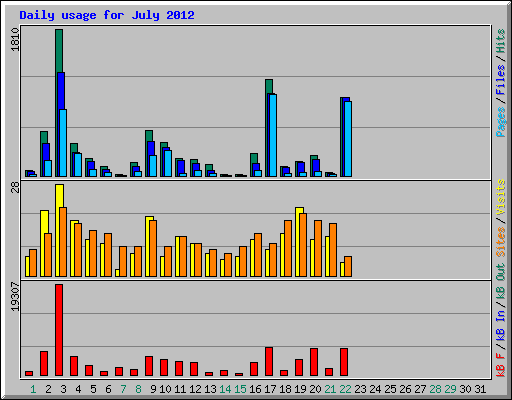 Daily usage for July 2012
1810
28
19307
Pages / Files / Hits
Sites / Visits
kB F / kB In / kB Out
1 2 3 4 5 6 7 8 9 10 11 12 13 14 15 16 17 18 19 20 21 22 23 24 25 26 27 28 29 30 31